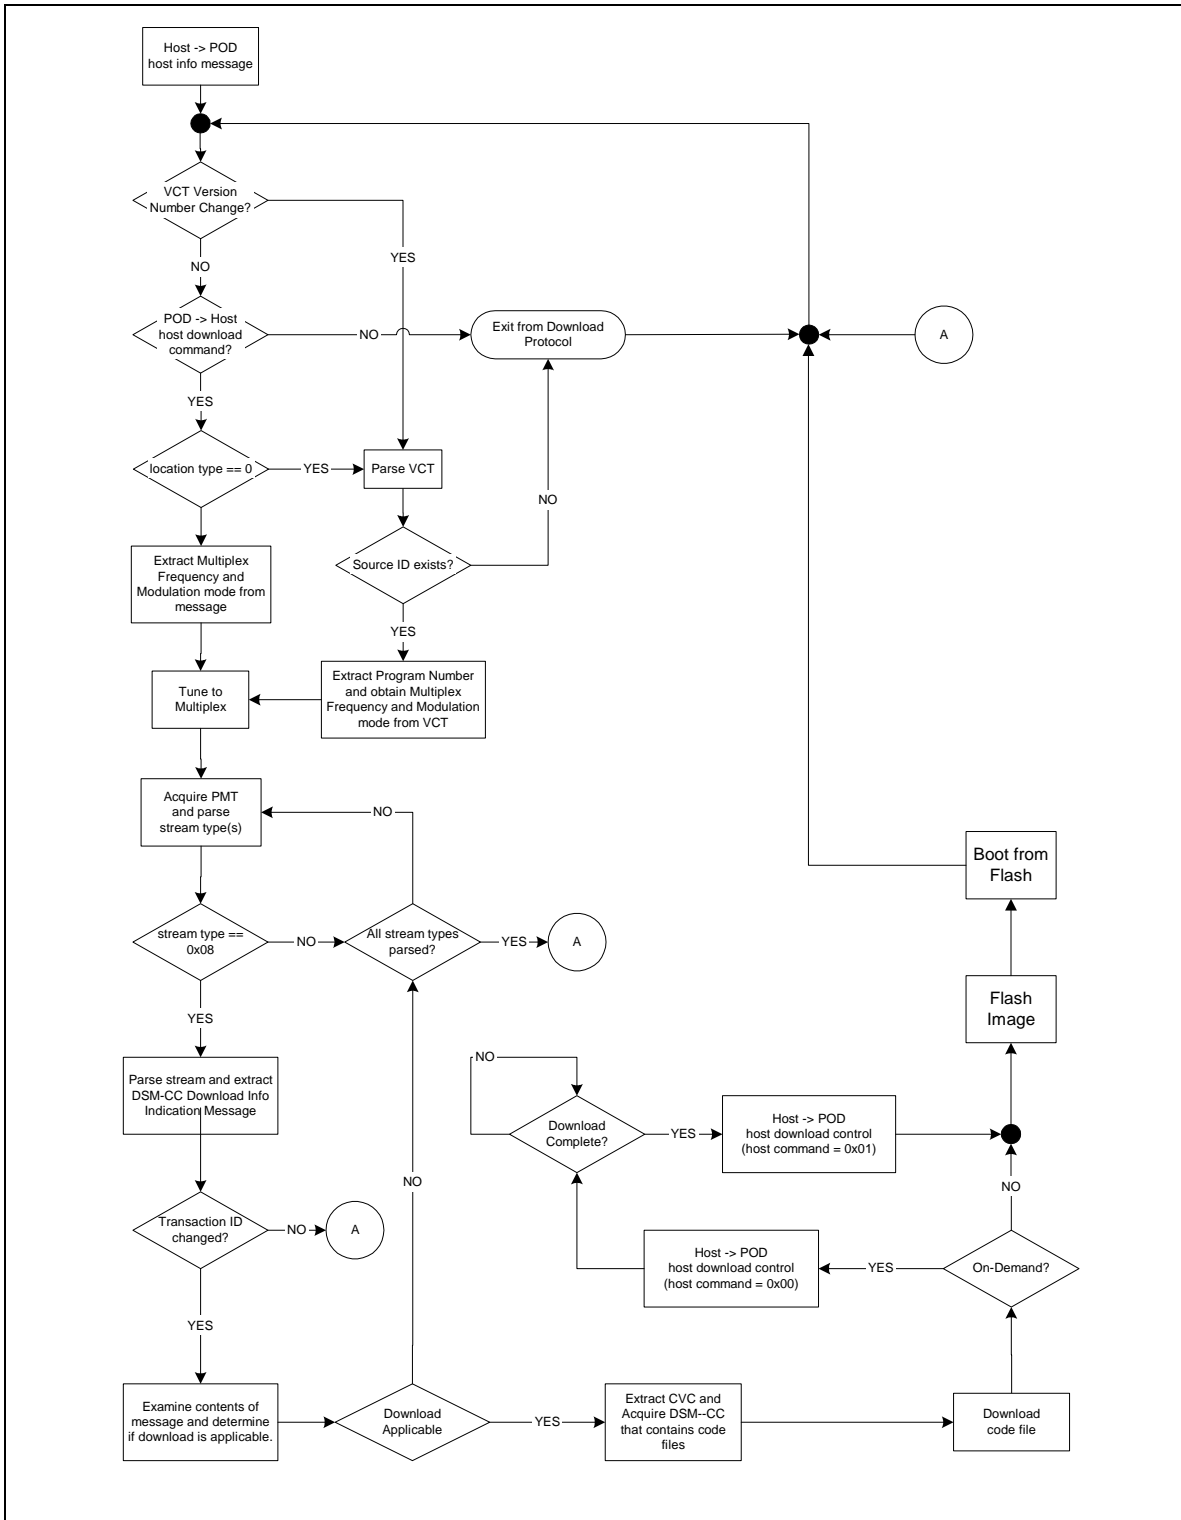 Host -> POD
host info message
VCT Version
Number Change?
YES
NO
POD -> Host
host download
command?
NO
Exit from Download
Protocol
A
YES
location type == 0
YES
Parse VCT
NO
Extract Multiplex
Frequency and
Modulation mode from
message
Source ID exists?
YES
Tune to
Multiplex
Extract Program Number
and obtain Multiplex
Frequency and Modulation
mode from VCT
Acquire PMT
and parse
stream type(s)
NO
Boot from
Flash
stream type ==
0x08
NO
All stream types
parsed?
YES
A
YES
Flash
Image
Parse stream and extract
DSM-CC Download Info
Indication Message
NO
Download
Complete?
YES
Host -> POD
host download control
(host command = 0x01)
NO
NO
Transaction ID
changed?
NO
A
Host -> POD
host download control
(host command = 0x00)
YES
On-Demand?
YES
Examine contents of
message and determine
if download is applicable.
Download
Applicable
YES
Extract CVC and
Acquire DSM--CC
that contains code
files
Download
code file